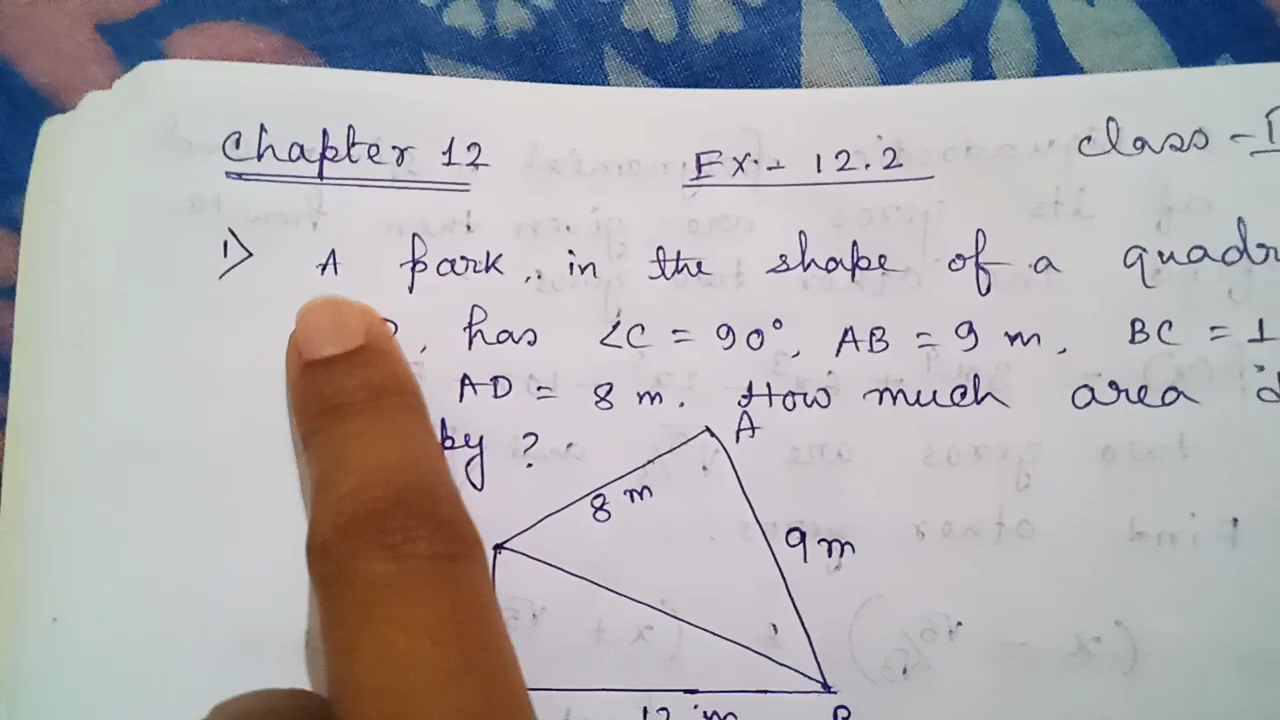 Chapter 12 Ex - 12.2 class -
1) A park, in the shape of a
, has ∠C = 90°, AB = 9 m, BC =
AD = 8 m. How much area
by ?
A
8 m
9 m
12 m B